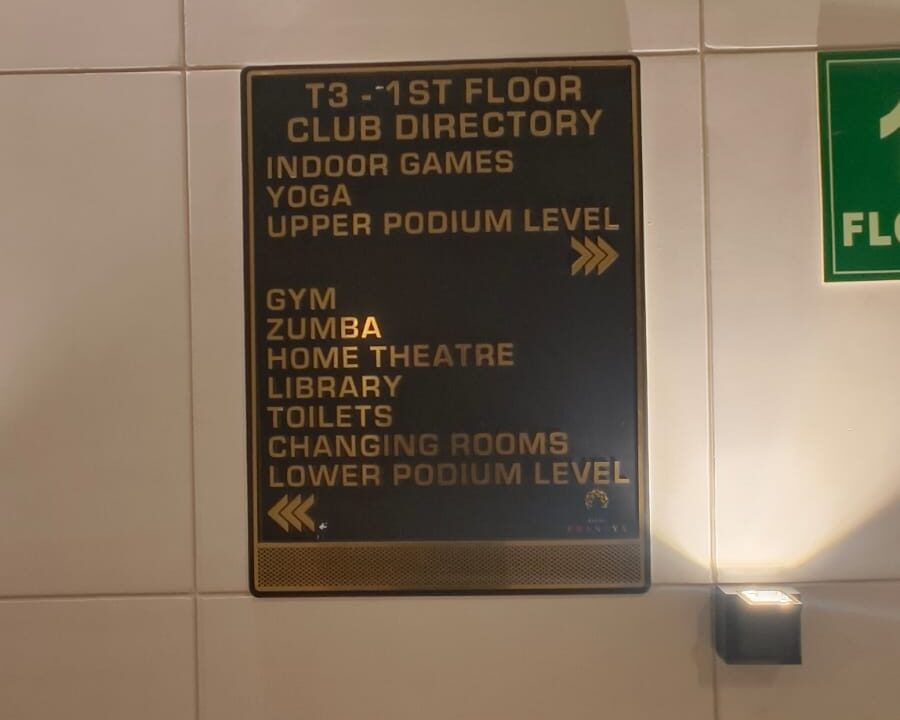 T3 - 1ST FLOOR
CLUB DIRECTORY
INDOOR GAMES
YOGA
UPPER PODIUM LEVEL
GYM
ZUMBA
HOME THEATRE
LIBRARY
TOILETS
CHANGING ROOMS
LOWER PODIUM LEVEL